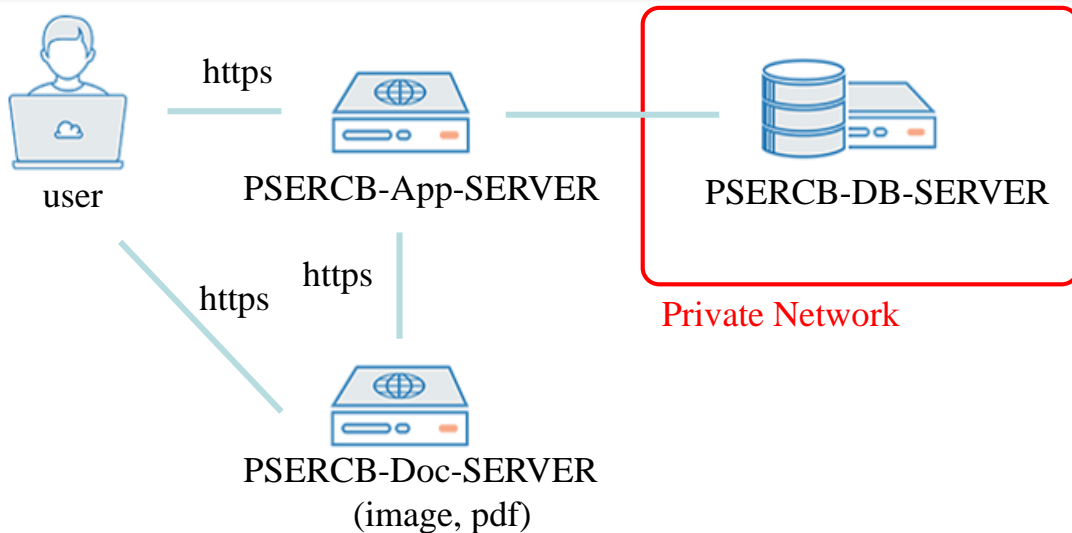 https
user
PSERCB-App-SERVER
PSERCB-DB-SERVER
https
https
Private Network
PSERCB-Doc-SERVER
(image, pdf)